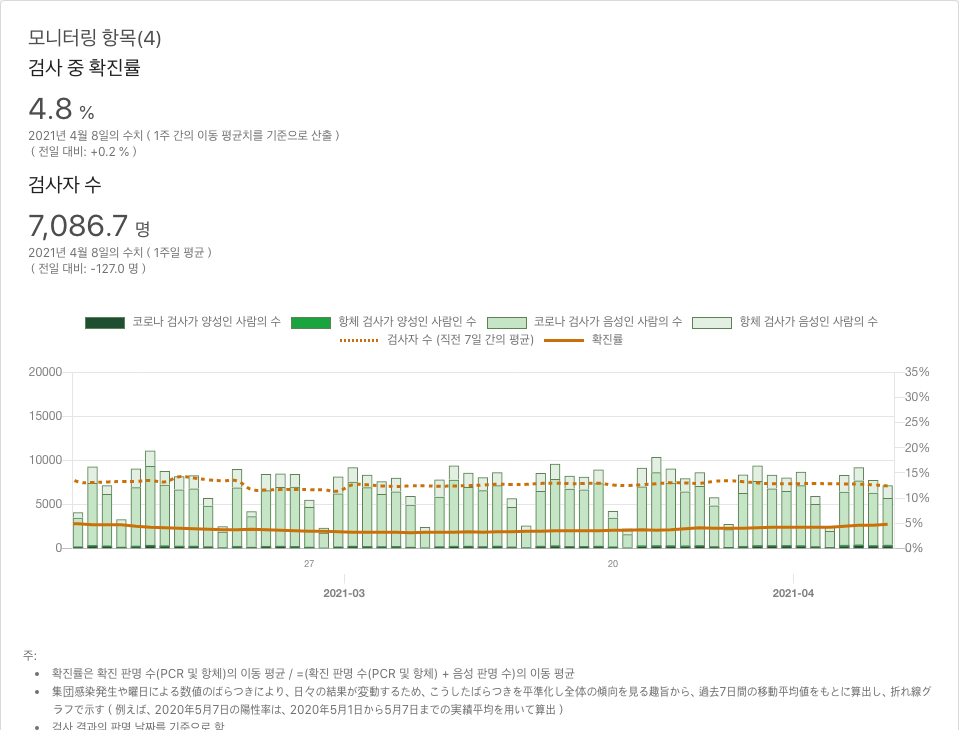 모니터링 항목(4)
검사 중 확진률
4.8 %
2021년 4월 8일의 수치 ( 1주 간의 이동 평균치를 기준으로 산출 )
( 전일 대비: +0.2 % )
검사자 수
7,086.7 명
2021년 4월 8일의 수치 ( 1주일 평균 )
( 전일 대비: -127.0 명 )
코로나 검사가 양성인 사람의 수 항체 검사가 양성인 사람인 수 코로나 검사가 음성인 사람의 수 항체 검사가 음성인 사람의 수
검사자 수 (직전 7일 간의 평균) 확진률
20000 35%
30%
15000 25%
20%
10000 15%
10%
5000 5%
0 0%
27 20
2021-03 2021-04
주:
• 확진률은 확진 판명 수(PCR 및 항체)의 이동 평균 / =(확진 판명 수(PCR 및 항체) + 음성 판명 수)의 이동 평균
• 集団感染発生や曜日による数値のばらつきにより、日々の結果が変動するため、こうしたばらつきを平準化し全体の傾向を見る趣旨から、過去7日間の移動平均値をもとに算出し、折れ線グ
ラフで示す ( 例えば、2020年5月7日の陽性率は、2020年5月1日から5月7日までの実績平均を用いて算出 )
• 검사 결과의 판명 날짜를 기준으로 함